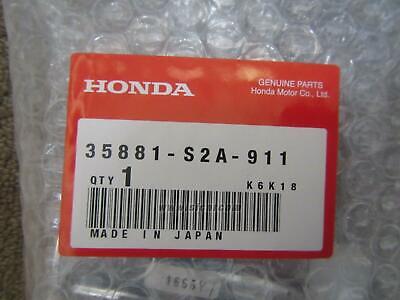 HONDA
GENUINE PARTS
Honda Motor Co., Ltd.
35881-S2A-911
QTY 1
K6K18
MADE IN JAPAN